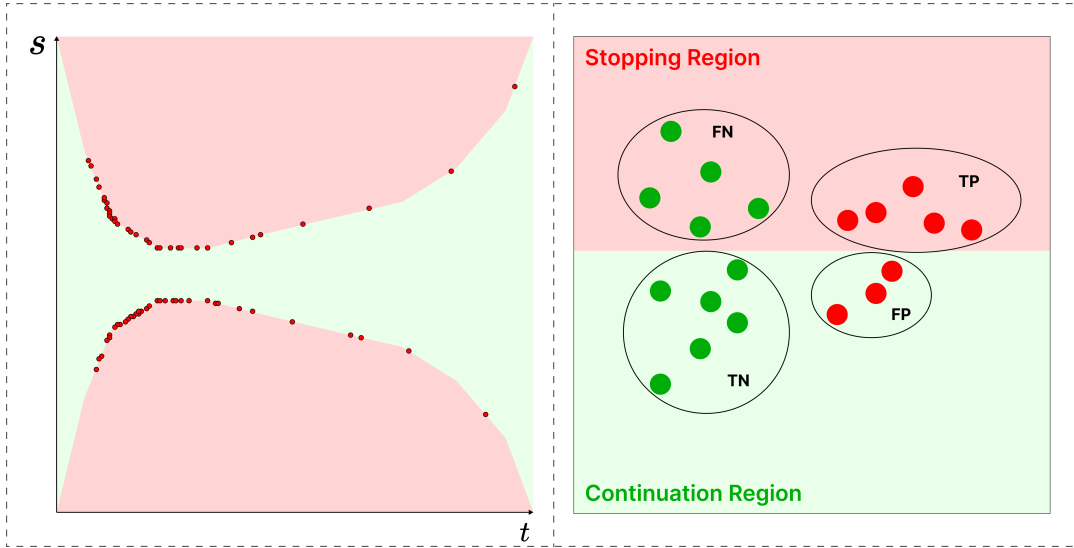 s
t
Stopping Region
FN
TP
FP
TN
Continuation Region